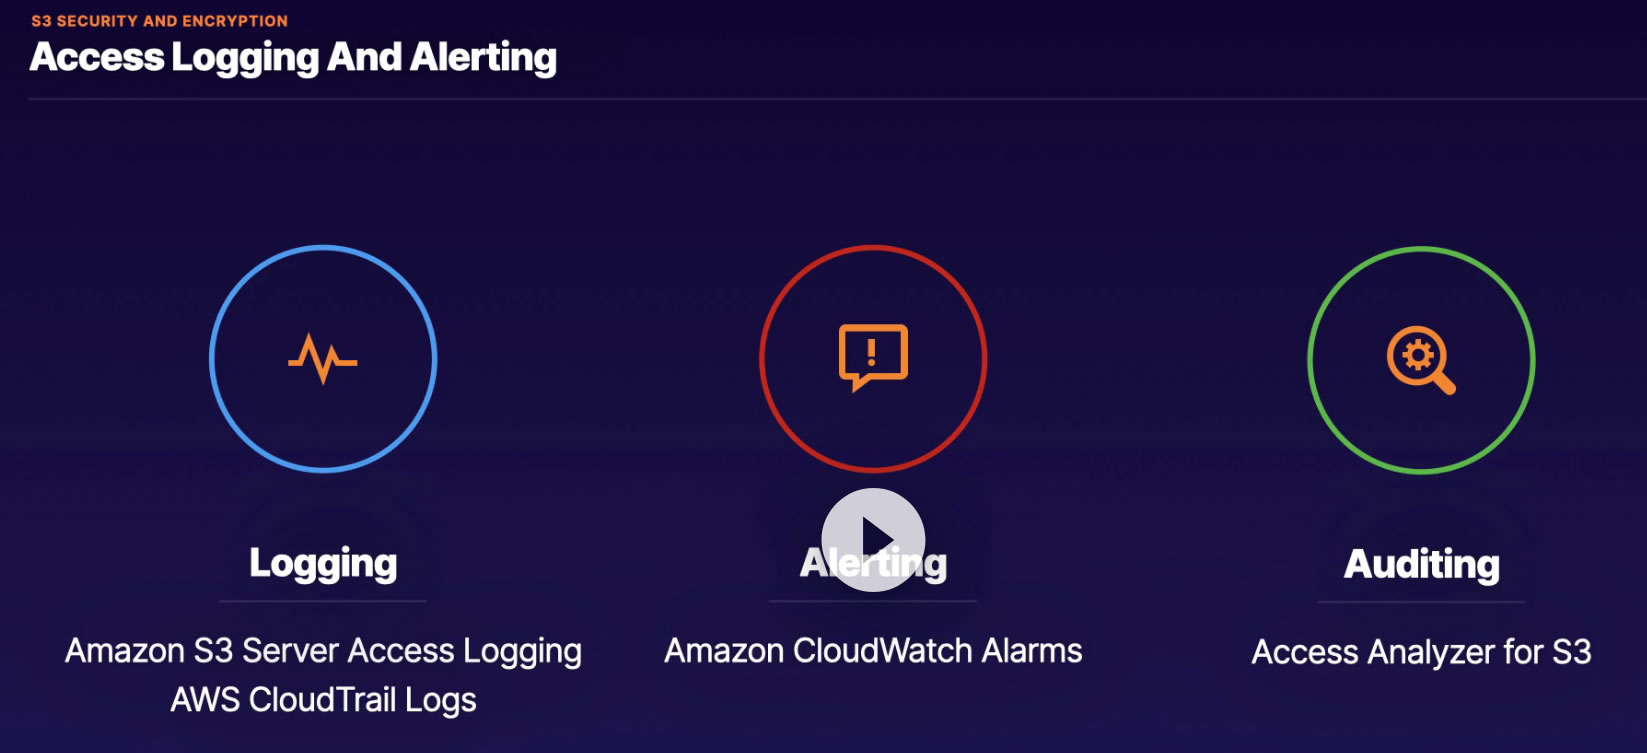 S3 SECURITY AND ENCRYPTION
Access Logging And Alerting
Logging
Amazon S3 Server Access Logging
AWS CloudTrail Logs
Alerting
Amazon CloudWatch Alarms
Auditing
Access Analyzer for S3